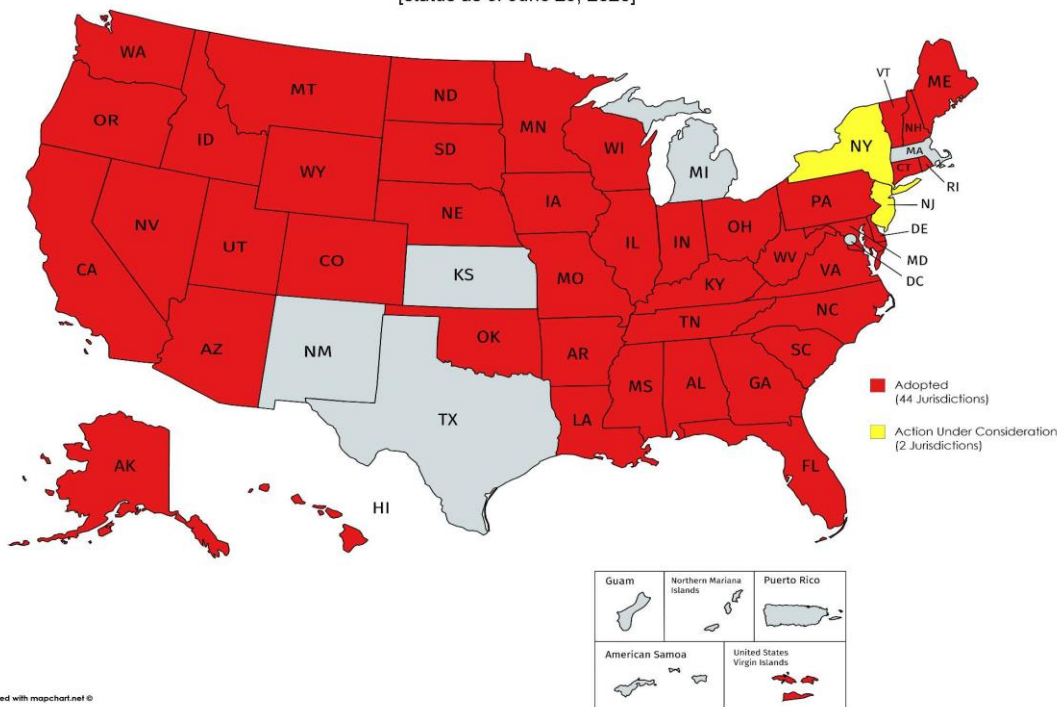 WA
MT
ND
MN
VT
ME
OR
ID
SD
WI
NY
NH
MA
WY
MI
CT
RI
IA
PA
NJ
NE
OH
DE
NV
IL
IN
UT
CO
WV
MD
CA
KS
MO
VA
DC
KY
NC
TN
AZ
OK
NM
AR
SC
MS
AL
GA
Adopted
(44 Jurisdictions)
TX
LA
Action Under Consideration
(2 Jurisdictions)
FL
AK
HI
Guam
Northern Mariana
Islands
Puerto Rico
American Samoa
United States
Virgin Islands
ed with mapchart.net ©